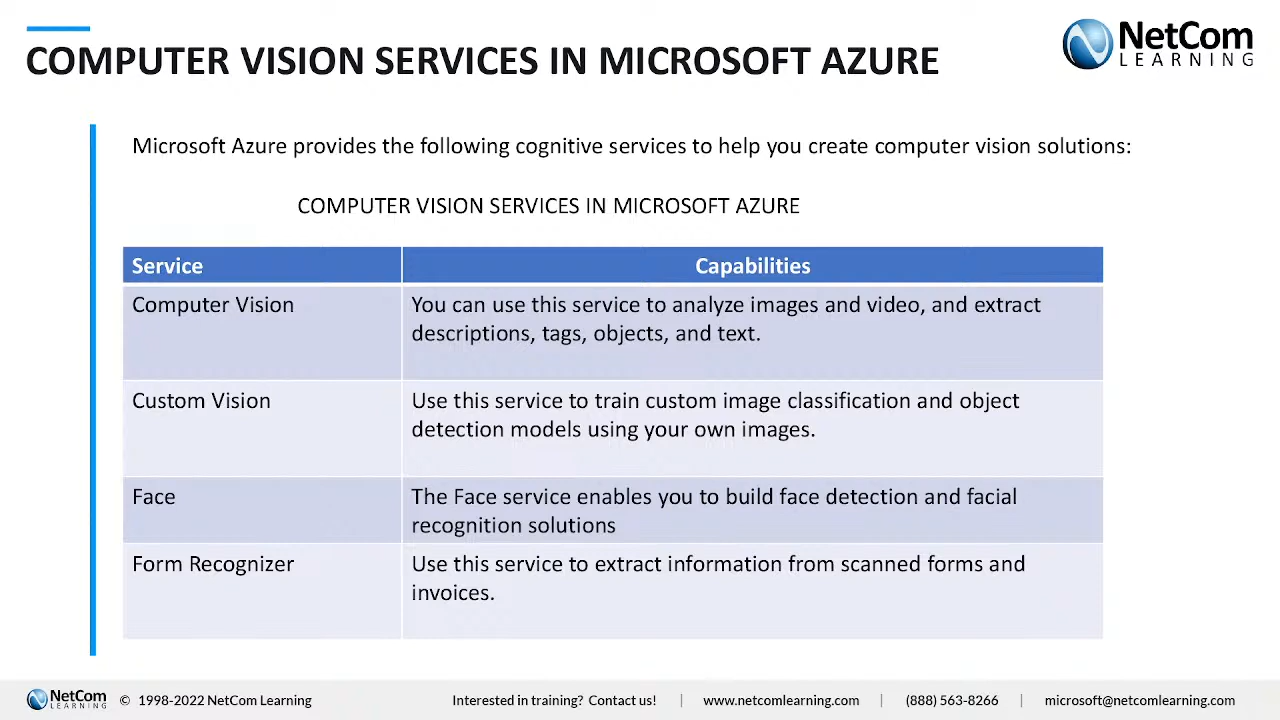 COMPUTER VISION SERVICES IN MICROSOFT AZURE
NetCom
LEARNING
Microsoft Azure provides the following cognitive services to help you create computer vision solutions:
COMPUTER VISION SERVICES IN MICROSOFT AZURE
Service
Capabilities
Computer Vision
You can use this service to analyze images and video, and extract
descriptions, tags, objects, and text.
Custom Vision
Use this service to train custom image classification and object
detection models using your own images.
Face
The Face service enables you to build face detection and facial
recognition solutions
Form Recognizer
Use this service to extract information from scanned forms and
invoices.
NetCom
LEARNING
© 1998-2022 NetCom Learning
Interested in training? Contact us! | www.netcomlearning.com | (888) 563-8266 | microsoft@netcomlearning.com